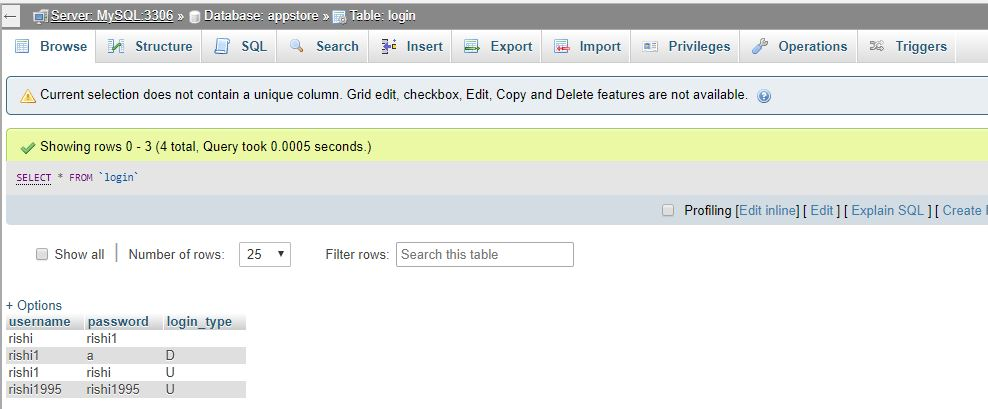 Server: MySQL:3306 » Database: appstore » Table: login
Browse Structure SQL Search Insert Export Import Privileges Operations Triggers
Current selection does not contain a unique column. Grid edit, checkbox, Edit, Copy and Delete features are not available.
Showing rows 0 - 3 (4 total, Query took 0.0005 seconds.)
SELECT * FROM `login`
Profiling [Edit inline] [ Edit ] [ Explain SQL ] [ Create
Show all Number of rows: 25 Filter rows: Search this table
+ Options
username password login_type
rishi rishi1
rishi1 a D
rishi1 rishi U
rishi1995 rishi1995 U